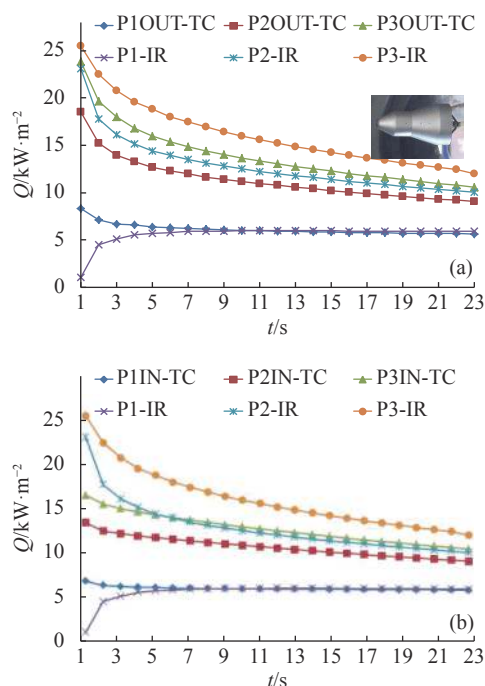 P1OUT-TC P2OUT-TC P3OUT-TC
P1-IR P2-IR P3-IR
25
20
15
10
5
0
Q/kW·m⁻²
(a)
1 3 5 7 9 11 13 15 17 19 21 23
t/s
P1IN-TC P2IN-TC P3IN-TC
P1-IR P2-IR P3-IR
25
20
15
10
5
0
Q/kW·m⁻²
(b)
1 3 5 7 9 11 13 15 17 19 21 23
t/s